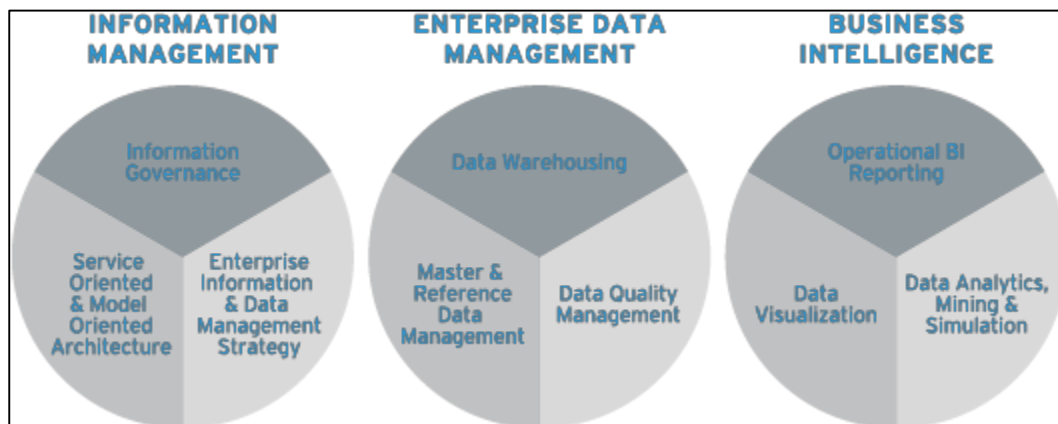 INFORMATION
MANAGEMENT
Information
Governance
Service
Oriented
& Model
Oriented
Architecture
Enterprise
Information
& Data
Management
Strategy
ENTERPRISE DATA
MANAGEMENT
Data Warehousing
Master &
Reference
Data
Management
Data Quality
Management
BUSINESS
INTELLIGENCE
Operational BI
Reporting
Data
Visualization
Data Analytics,
Mining &
Simulation